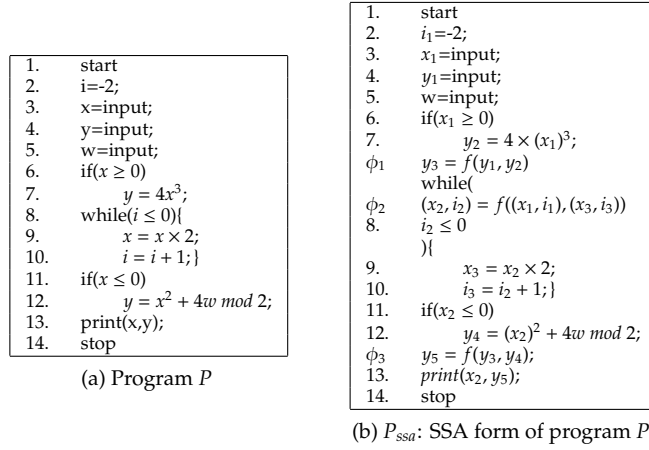 1. start
2. i=-2;
3. x=input;
4. y=input;
5. w=input;
6. if(x ≥ 0)
7. y = 4x³;
8. while(i ≤ 0){
9. x = x × 2;
10. i = i + 1;}
11. if(x ≤ 0)
12. y = x² + 4w mod 2;
13. print(x,y);
14. stop
(a) Program P
1. start
2. i₁=-2;
3. x₁=input;
4. y₁=input;
5. w=input;
6. if(x₁ ≥ 0)
7. y₂ = 4 × (x₁)³;
ϕ₁ y₃ = f(y₁, y₂)
while(
ϕ₂ (x₂, i₂) = f((x₁, i₁), (x₃, i₃))
8. i₂ ≤ 0
){
9. x₃ = x₂ × 2;
10. i₃ = i₂ + 1;}
11. if(x₂ ≤ 0)
12. y₄ = (x₂)² + 4w mod 2;
ϕ₃ y₅ = f(y₃, y₄);
13. print(x₂, y₅);
14. stop
(b) Pₛₛₐ: SSA form of program P